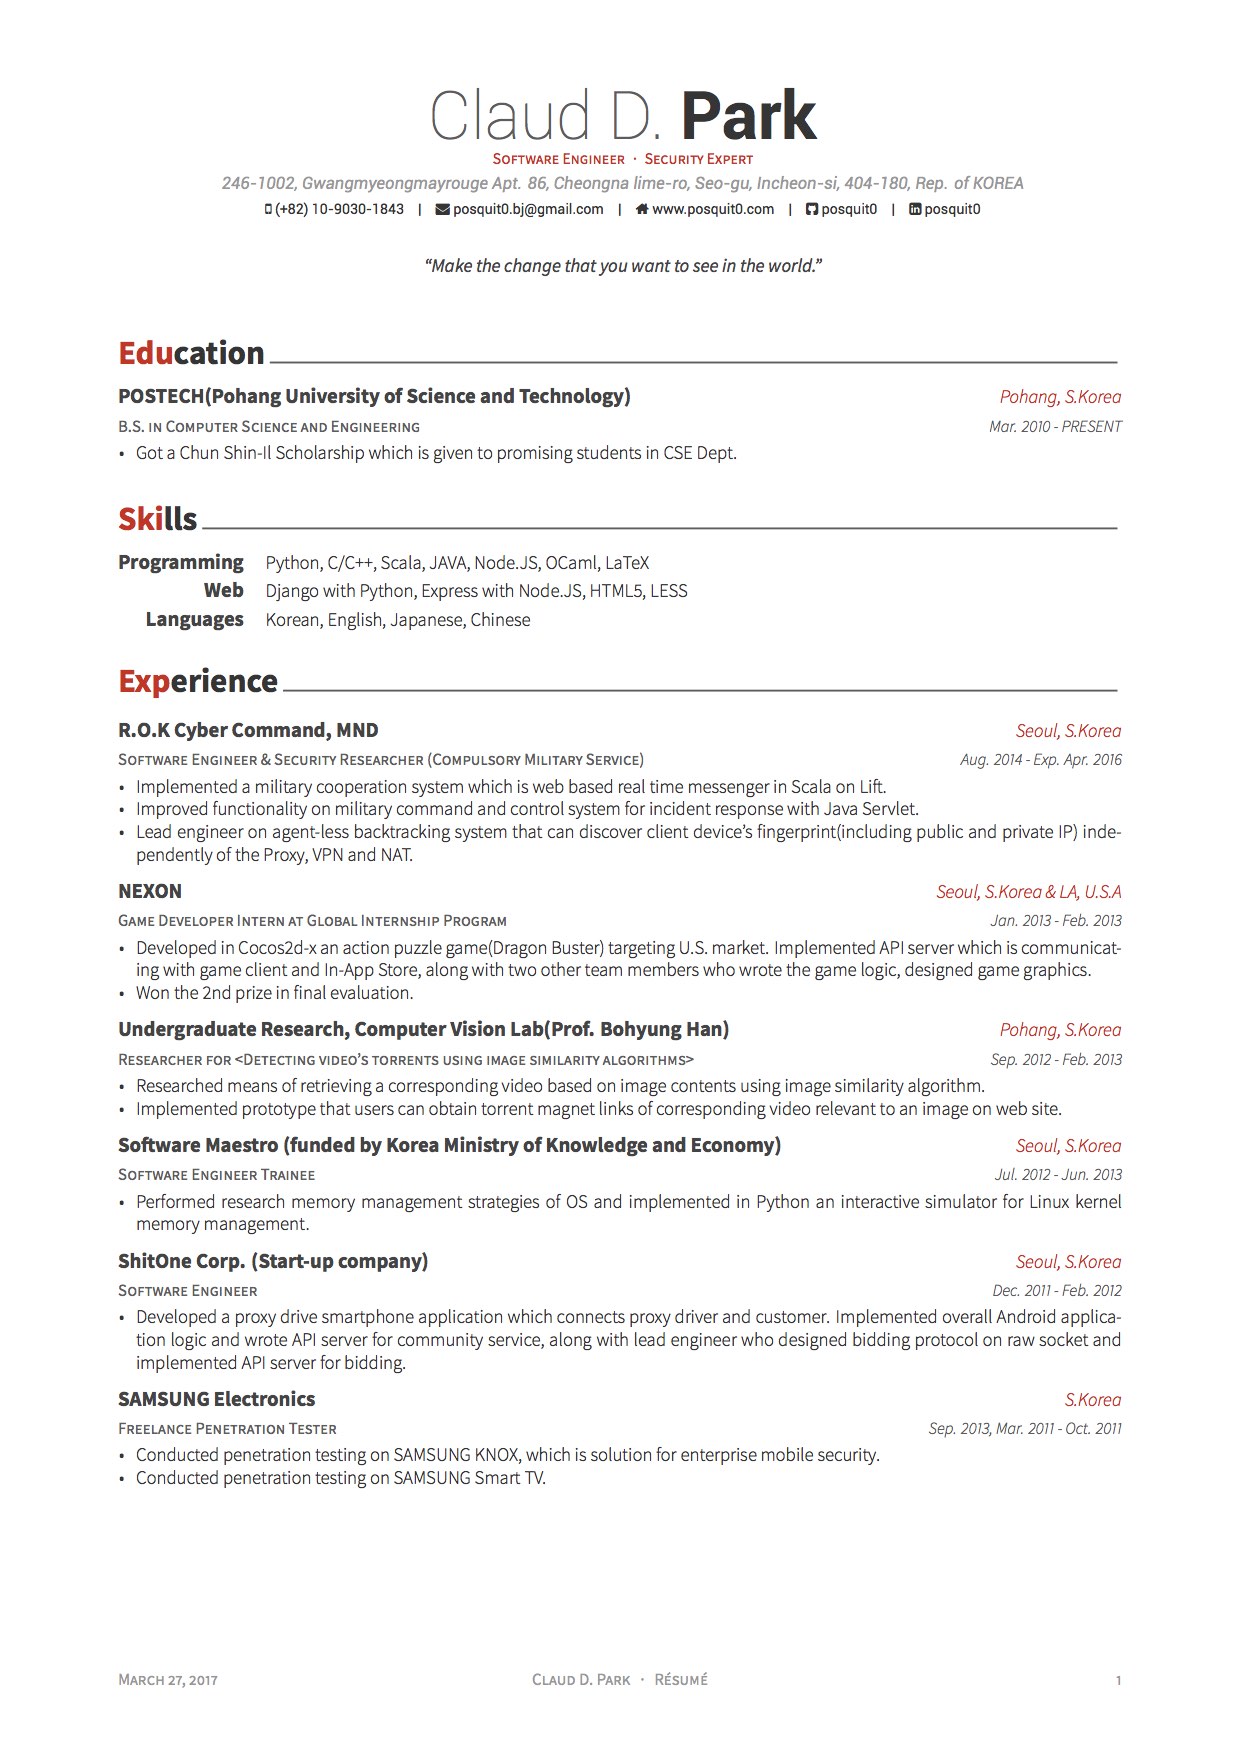 Claud D. Park
Software Engineer · Security Expert
246-1002, Gwangmyeongmayrouge Apt. 86, Cheongna lime-ro, Seo-gu, Incheon-si, 404-180, Rep. of KOREA
(+82) 10-9030-1843 | posquit0.bj@gmail.com | www.posquit0.com | posquit0 | posquit0
“Make the change that you want to see in the world.”
Education
POSTECH(Pohang University of Science and Technology) Pohang, S.Korea
B.S. in Computer Science and Engineering Mar. 2010 - PRESENT
• Got a Chun Shin-Il Scholarship which is given to promising students in CSE Dept.
Skills
Programming Python, C/C++, Scala, JAVA, Node.JS, OCaml, LaTeX
Web Django with Python, Express with Node.JS, HTML5, LESS
Languages Korean, English, Japanese, Chinese
Experience
R.O.K Cyber Command, MND Seoul, S.Korea
Software Engineer & Security Researcher (Compulsory Military Service) Aug. 2014 - Exp. Apr. 2016
• Implemented a military cooperation system which is web based real time messenger in Scala on Lift.
• Improved functionality on military command and control system for incident response with Java Servlet.
• Lead engineer on agent-less backtracking system that can discover client device’s fingerprint(including public and private IP) inde-
pendently of the Proxy, VPN and NAT.
NEXON Seoul, S.Korea & LA, U.S.A
Game Developer Intern at Global Internship Program Jan. 2013 - Feb. 2013
• Developed in Cocos2d-x an action puzzle game(Dragon Buster) targeting U.S. market. Implemented API server which is communicat-
ing with game client and In-App Store, along with two other team members who wrote the game logic, designed game graphics.
• Won the 2nd prize in final evaluation.
Undergraduate Research, Computer Vision Lab(Prof. Bohyung Han) Pohang, S.Korea
Researcher for <Detecting video’s torrents using image similarity algorithms> Sep. 2012 - Feb. 2013
• Researched means of retrieving a corresponding video based on image contents using image similarity algorithm.
• Implemented prototype that users can obtain torrent magnet links of corresponding video relevant to an image on web site.
Software Maestro (funded by Korea Ministry of Knowledge and Economy) Seoul, S.Korea
Software Engineer Trainee Jul. 2012 - Jun. 2013
• Performed research memory management strategies of OS and implemented in Python an interactive simulator for Linux kernel
memory management.
ShitOne Corp. (Start-up company) Seoul, S.Korea
Software Engineer Dec. 2011 - Feb. 2012
• Developed a proxy drive smartphone application which connects proxy driver and customer. Implemented overall Android applica-
tion logic and wrote API server for community service, along with lead engineer who designed bidding protocol on raw socket and
implemented API server for bidding.
SAMSUNG Electronics S.Korea
Freelance Penetration Tester Sep. 2013, Mar. 2011 - Oct. 2011
• Conducted penetration testing on SAMSUNG KNOX, which is solution for enterprise mobile security.
• Conducted penetration testing on SAMSUNG Smart TV.
March 27, 2017 Claud D. Park · Résumé 1